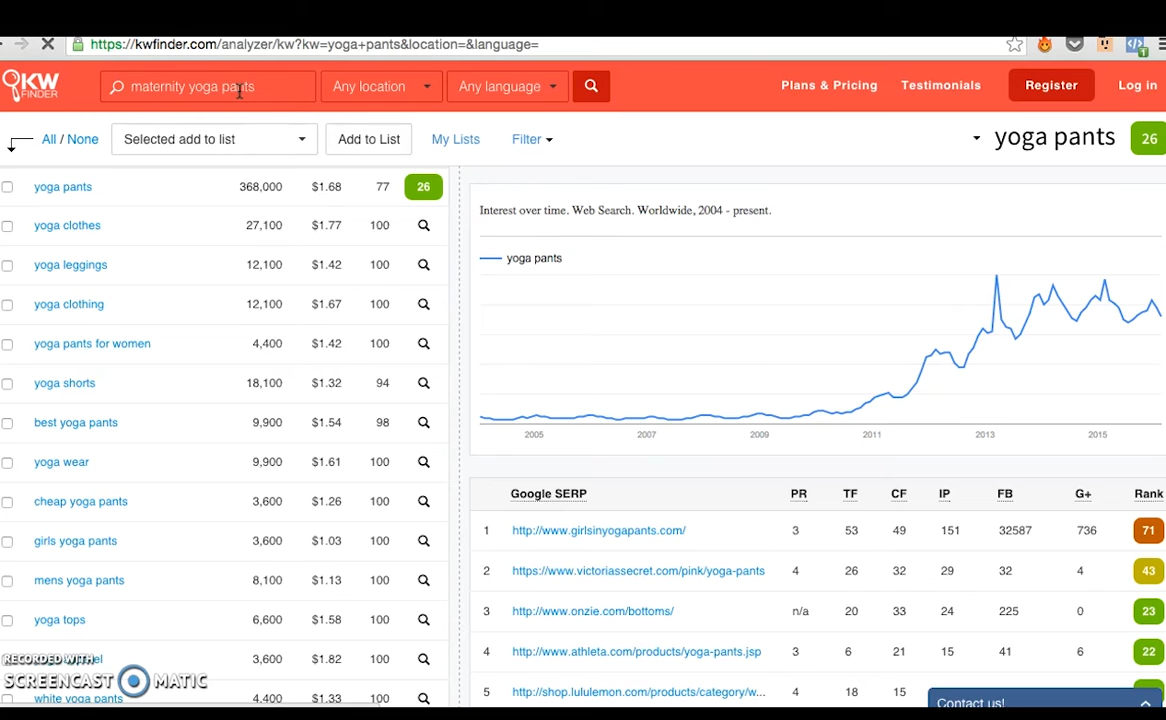 https://kwfinder.com/analyzer/kw?kw=yoga+pants&location=&language=
1
KW FINDER
maternity yoga pants
Any location
Any language
Plans & Pricing
Testimonials
Register
Log in
All / None
Selected add to list
Add to List
My Lists
Filter
yoga pants
26
yoga pants 368,000 $1.68 77 26
yoga clothes 27,100 $1.77 100
yoga leggings 12,100 $1.42 100
yoga clothing 12,100 $1.67 100
yoga pants for women 4,400 $1.42 100
yoga shorts 18,100 $1.32 94
best yoga pants 9,900 $1.54 98
yoga wear 9,900 $1.61 100
cheap yoga pants 3,600 $1.26 100
girls yoga pants 3,600 $1.03 100
mens yoga pants 8,100 $1.13 100
yoga tops 6,600 $1.58 100
3,600 $1.82 100
white yoga pants 4,400 $1.33 100
RECORDED WITH
SCREENCAST MATIC
Interest over time. Web Search. Worldwide, 2004 - present.
yoga pants
2005 2007 2009 2011 2013 2015
Google SERP PR TF CF IP FB G+ Rank
1 http://www.girlsinyogapants.com/ 3 53 49 151 32587 736 71
2 https://www.victoriassecret.com/pink/yoga-pants 4 26 32 29 32 4 43
3 http://www.onzie.com/bottoms/ n/a 20 33 24 225 0 23
4 http://www.athleta.com/products/yoga-pants.jsp 3 6 21 15 41 6 22
5 http://shop.lululemon.com/products/category/w... 4 18 15
Contact us!